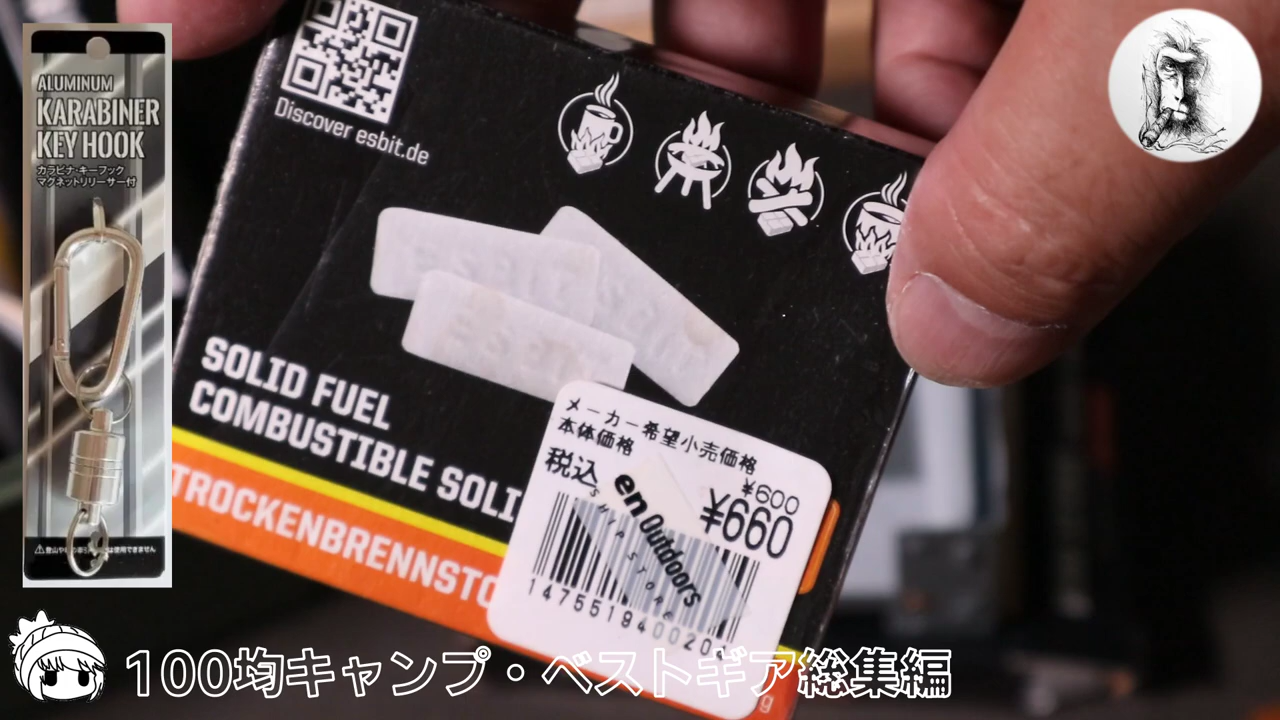 ALUMINUM
KARABINER
KEY HOOK
カラビナ・キーフック
マグネットリリーサー付
Discover esbit.de
SOLID FUEL
COMBUSTIBLE SOLI
TROCKENBRENNSTO
メーカー希望小売価格
本体価格
¥600
税込
¥660
en Outdoors
100均キャンプ・ベストギア総集編